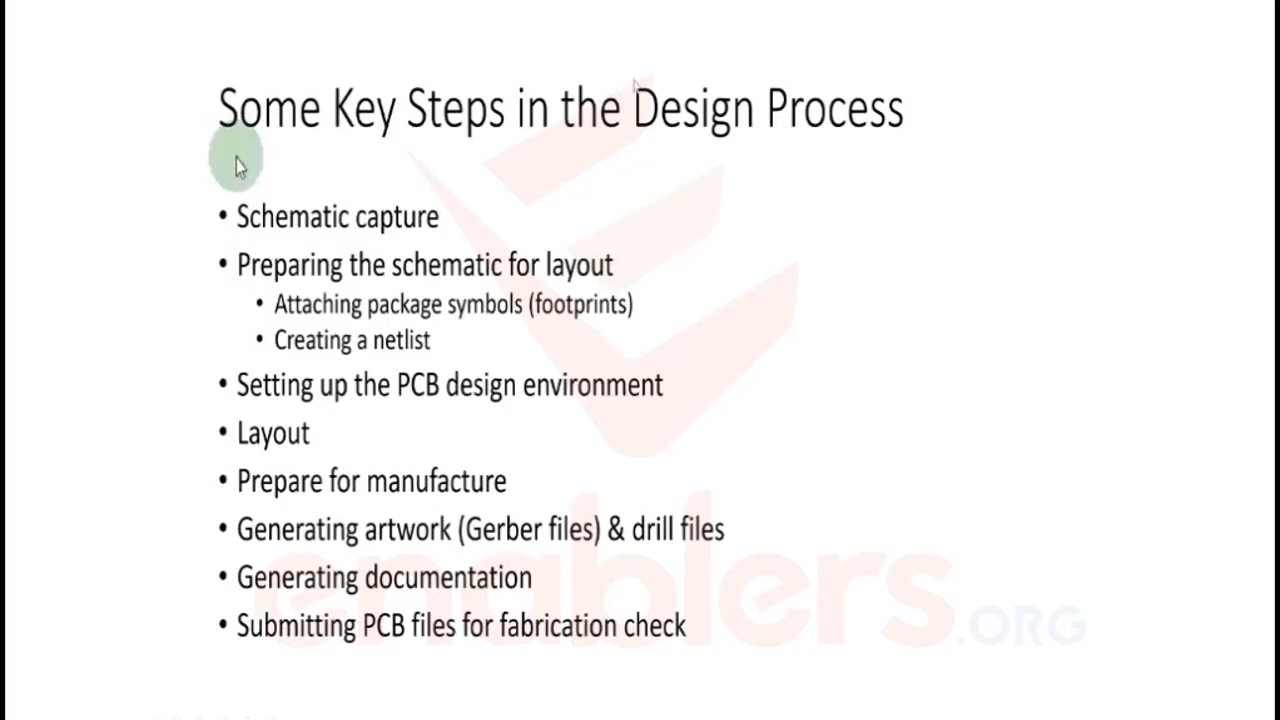 Some Key Steps in the Design Process
• Schematic capture
• Preparing the schematic for layout
• Attaching package symbols (footprints)
• Creating a netlist
• Setting up the PCB design environment
• Layout
• Prepare for manufacture
• Generating artwork (Gerber files) & drill files
• Generating documentation
• Submitting PCB files for fabrication check
enablers.ORG